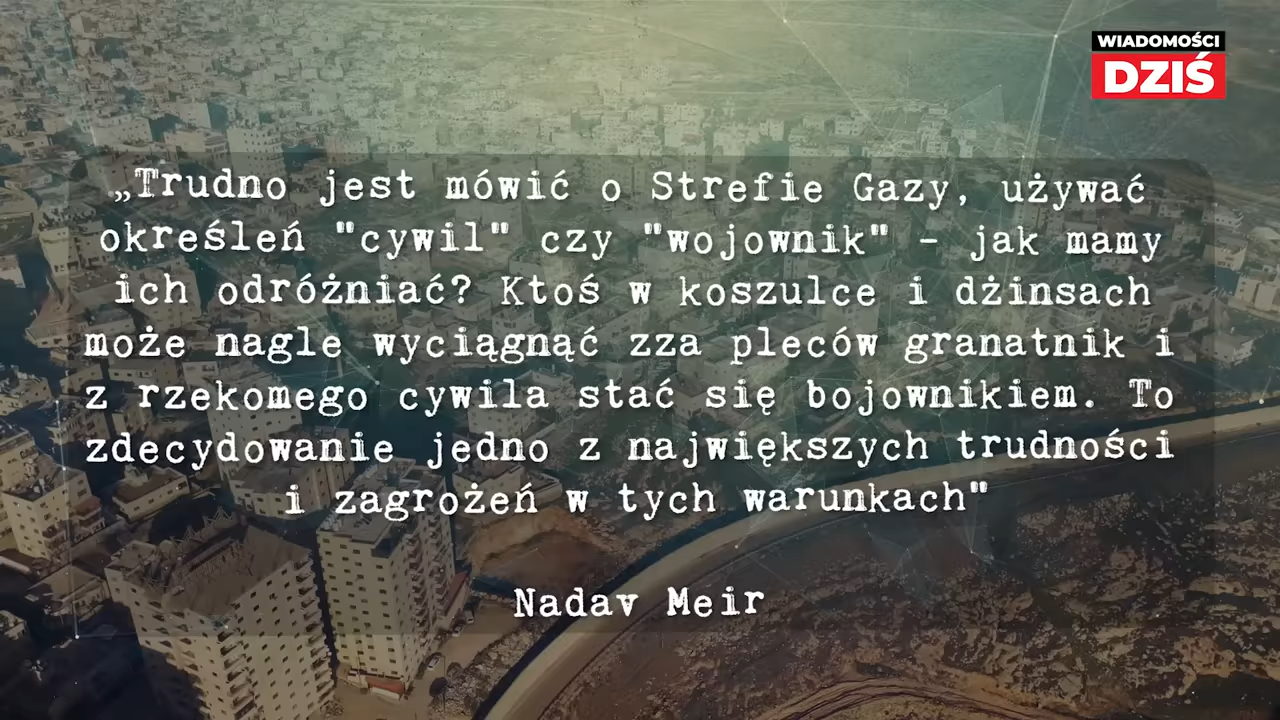 WIADOMOŚCI
DZIŚ
„Trudno jest mówić o Strefie Gazy, używać
określeń "cywil" czy "wojownik" - jak mamy
ich odróżniać? Ktoś w koszulce i dżinsach
może nagle wyciągnąć zza pleców granatnik i
z rzekomego cywila stać się bojownikiem. To
zdecydowanie jedno z największych trudności
i zagrożeń w tych warunkach"
Nadav Meir